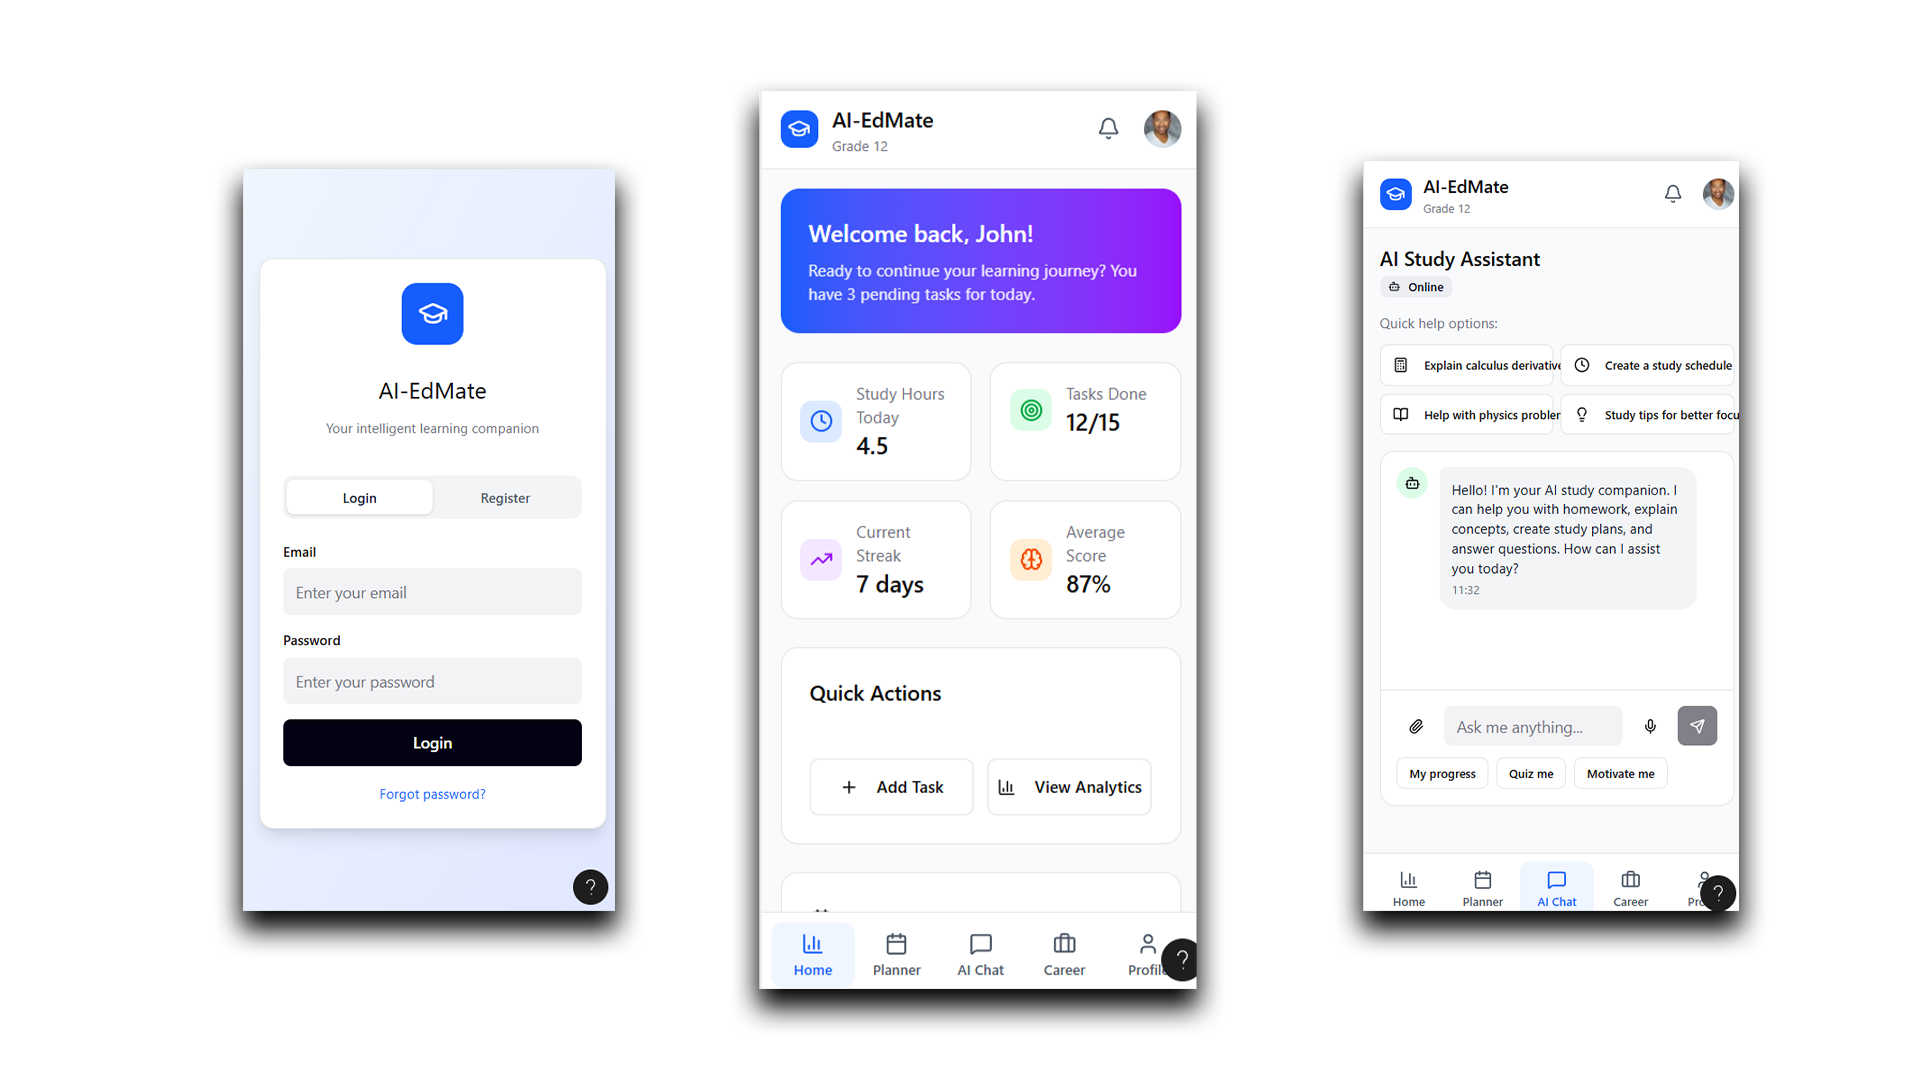 AI-EdMate
Your intelligent learning companion
Login
Register
Email
Enter your email
Password
Enter your password
Login
Forgot password?
?
AI-EdMate
Grade 12
Welcome back, John!
Ready to continue your learning journey? You
have 3 pending tasks for today.
Study Hours
Today
4.5
Tasks Done
12/15
Current
Streak
7 days
Average
Score
87%
Quick Actions
Add Task
View Analytics
Home
Planner
AI Chat
Career
Profile
?
AI-EdMate
Grade 12
AI Study Assistant
Online
Quick help options:
Explain calculus derivative
Create a study schedule
Help with physics probler
Study tips for better focu
Hello! I'm your AI study companion. I
can help you with homework, explain
concepts, create study plans, and
answer questions. How can I assist
you today?
11:32
Ask me anything...
My progress
Quiz me
Motivate me
Home
Planner
AI Chat
Career
?